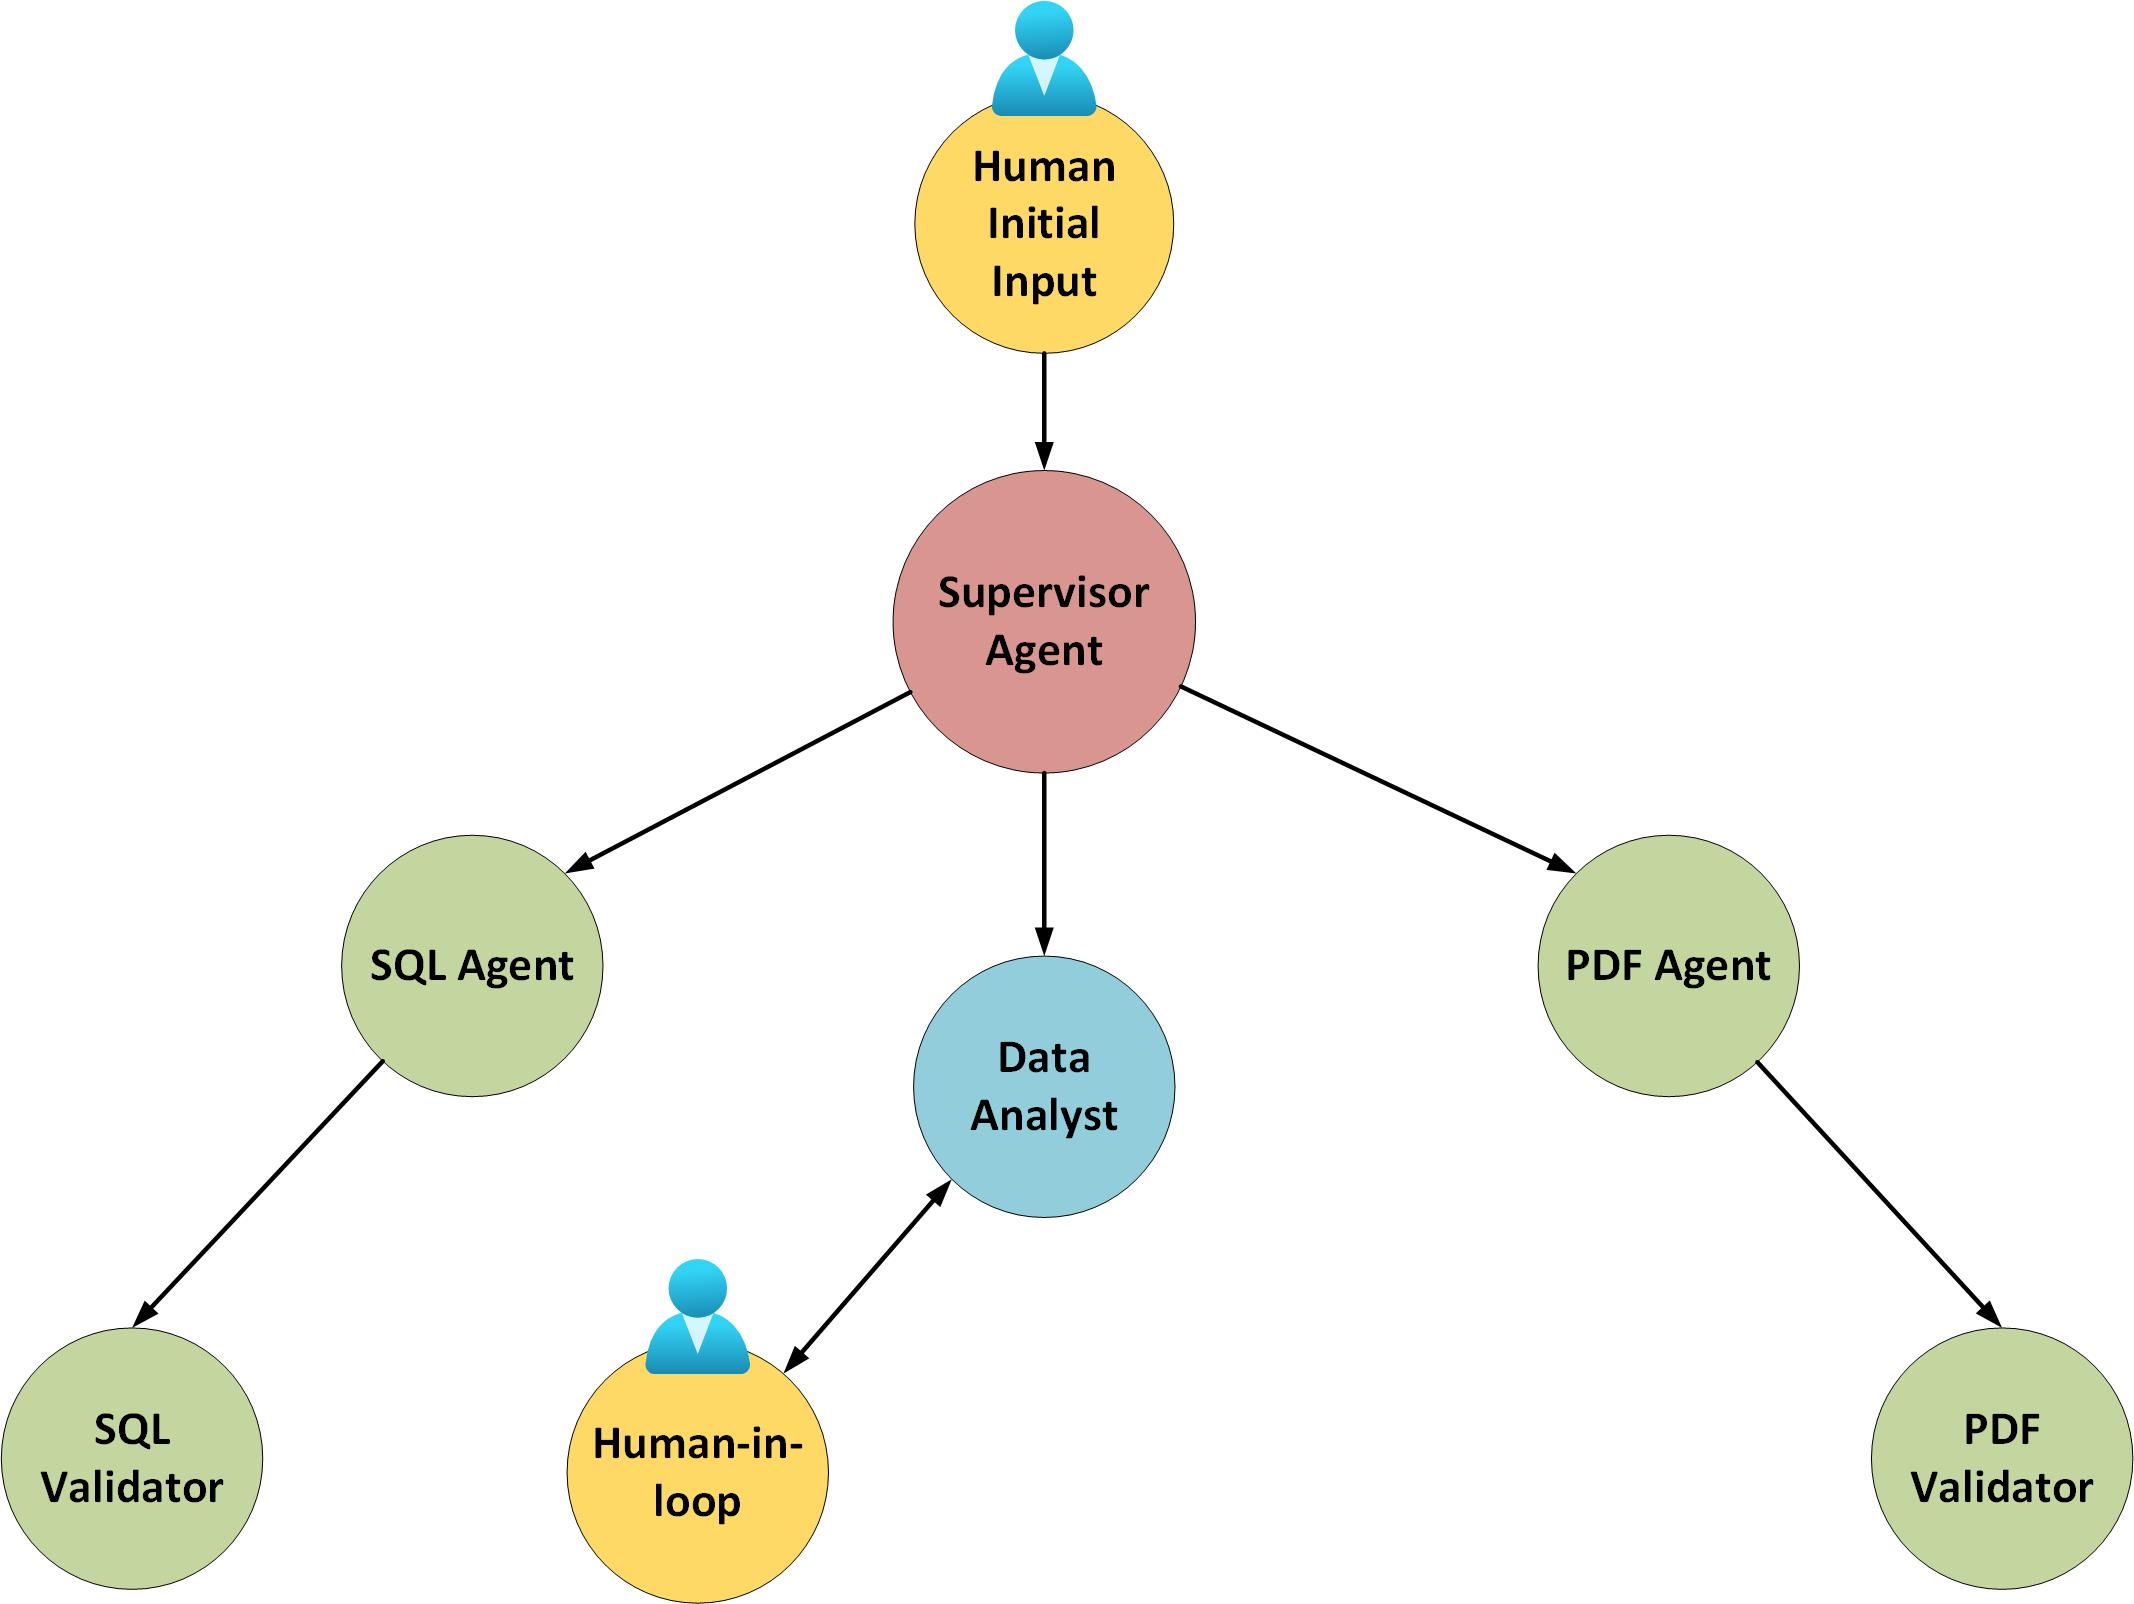 Human
Initial
Input
Supervisor
Agent
SQL Agent
Data
Analyst
PDF Agent
SQL
Validator
Human-in-
loop
PDF
Validator